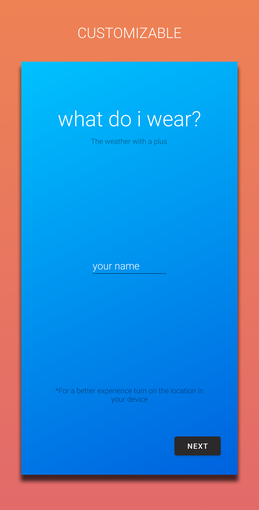 CUSTOMIZABLE
what do i wear?
The weather with a plus
your name
*For a better experience turn on the location in
your device
NEXT